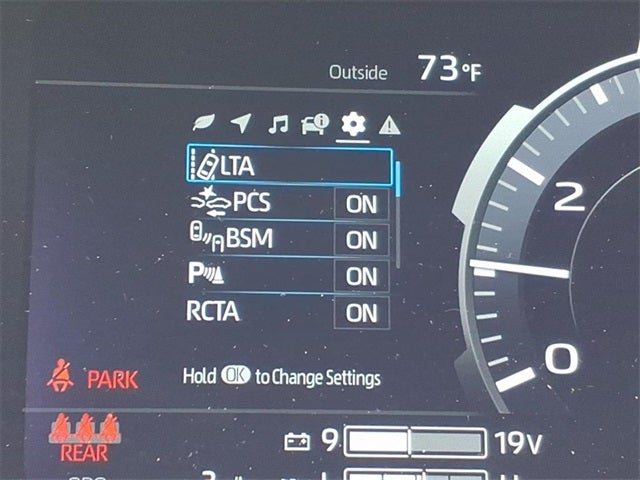 Outside 73°F
LTA
PCS ON
BSM ON
P ON
RCTA ON
Hold OK to Change Settings
PARK
REAR
2
0
9 19V